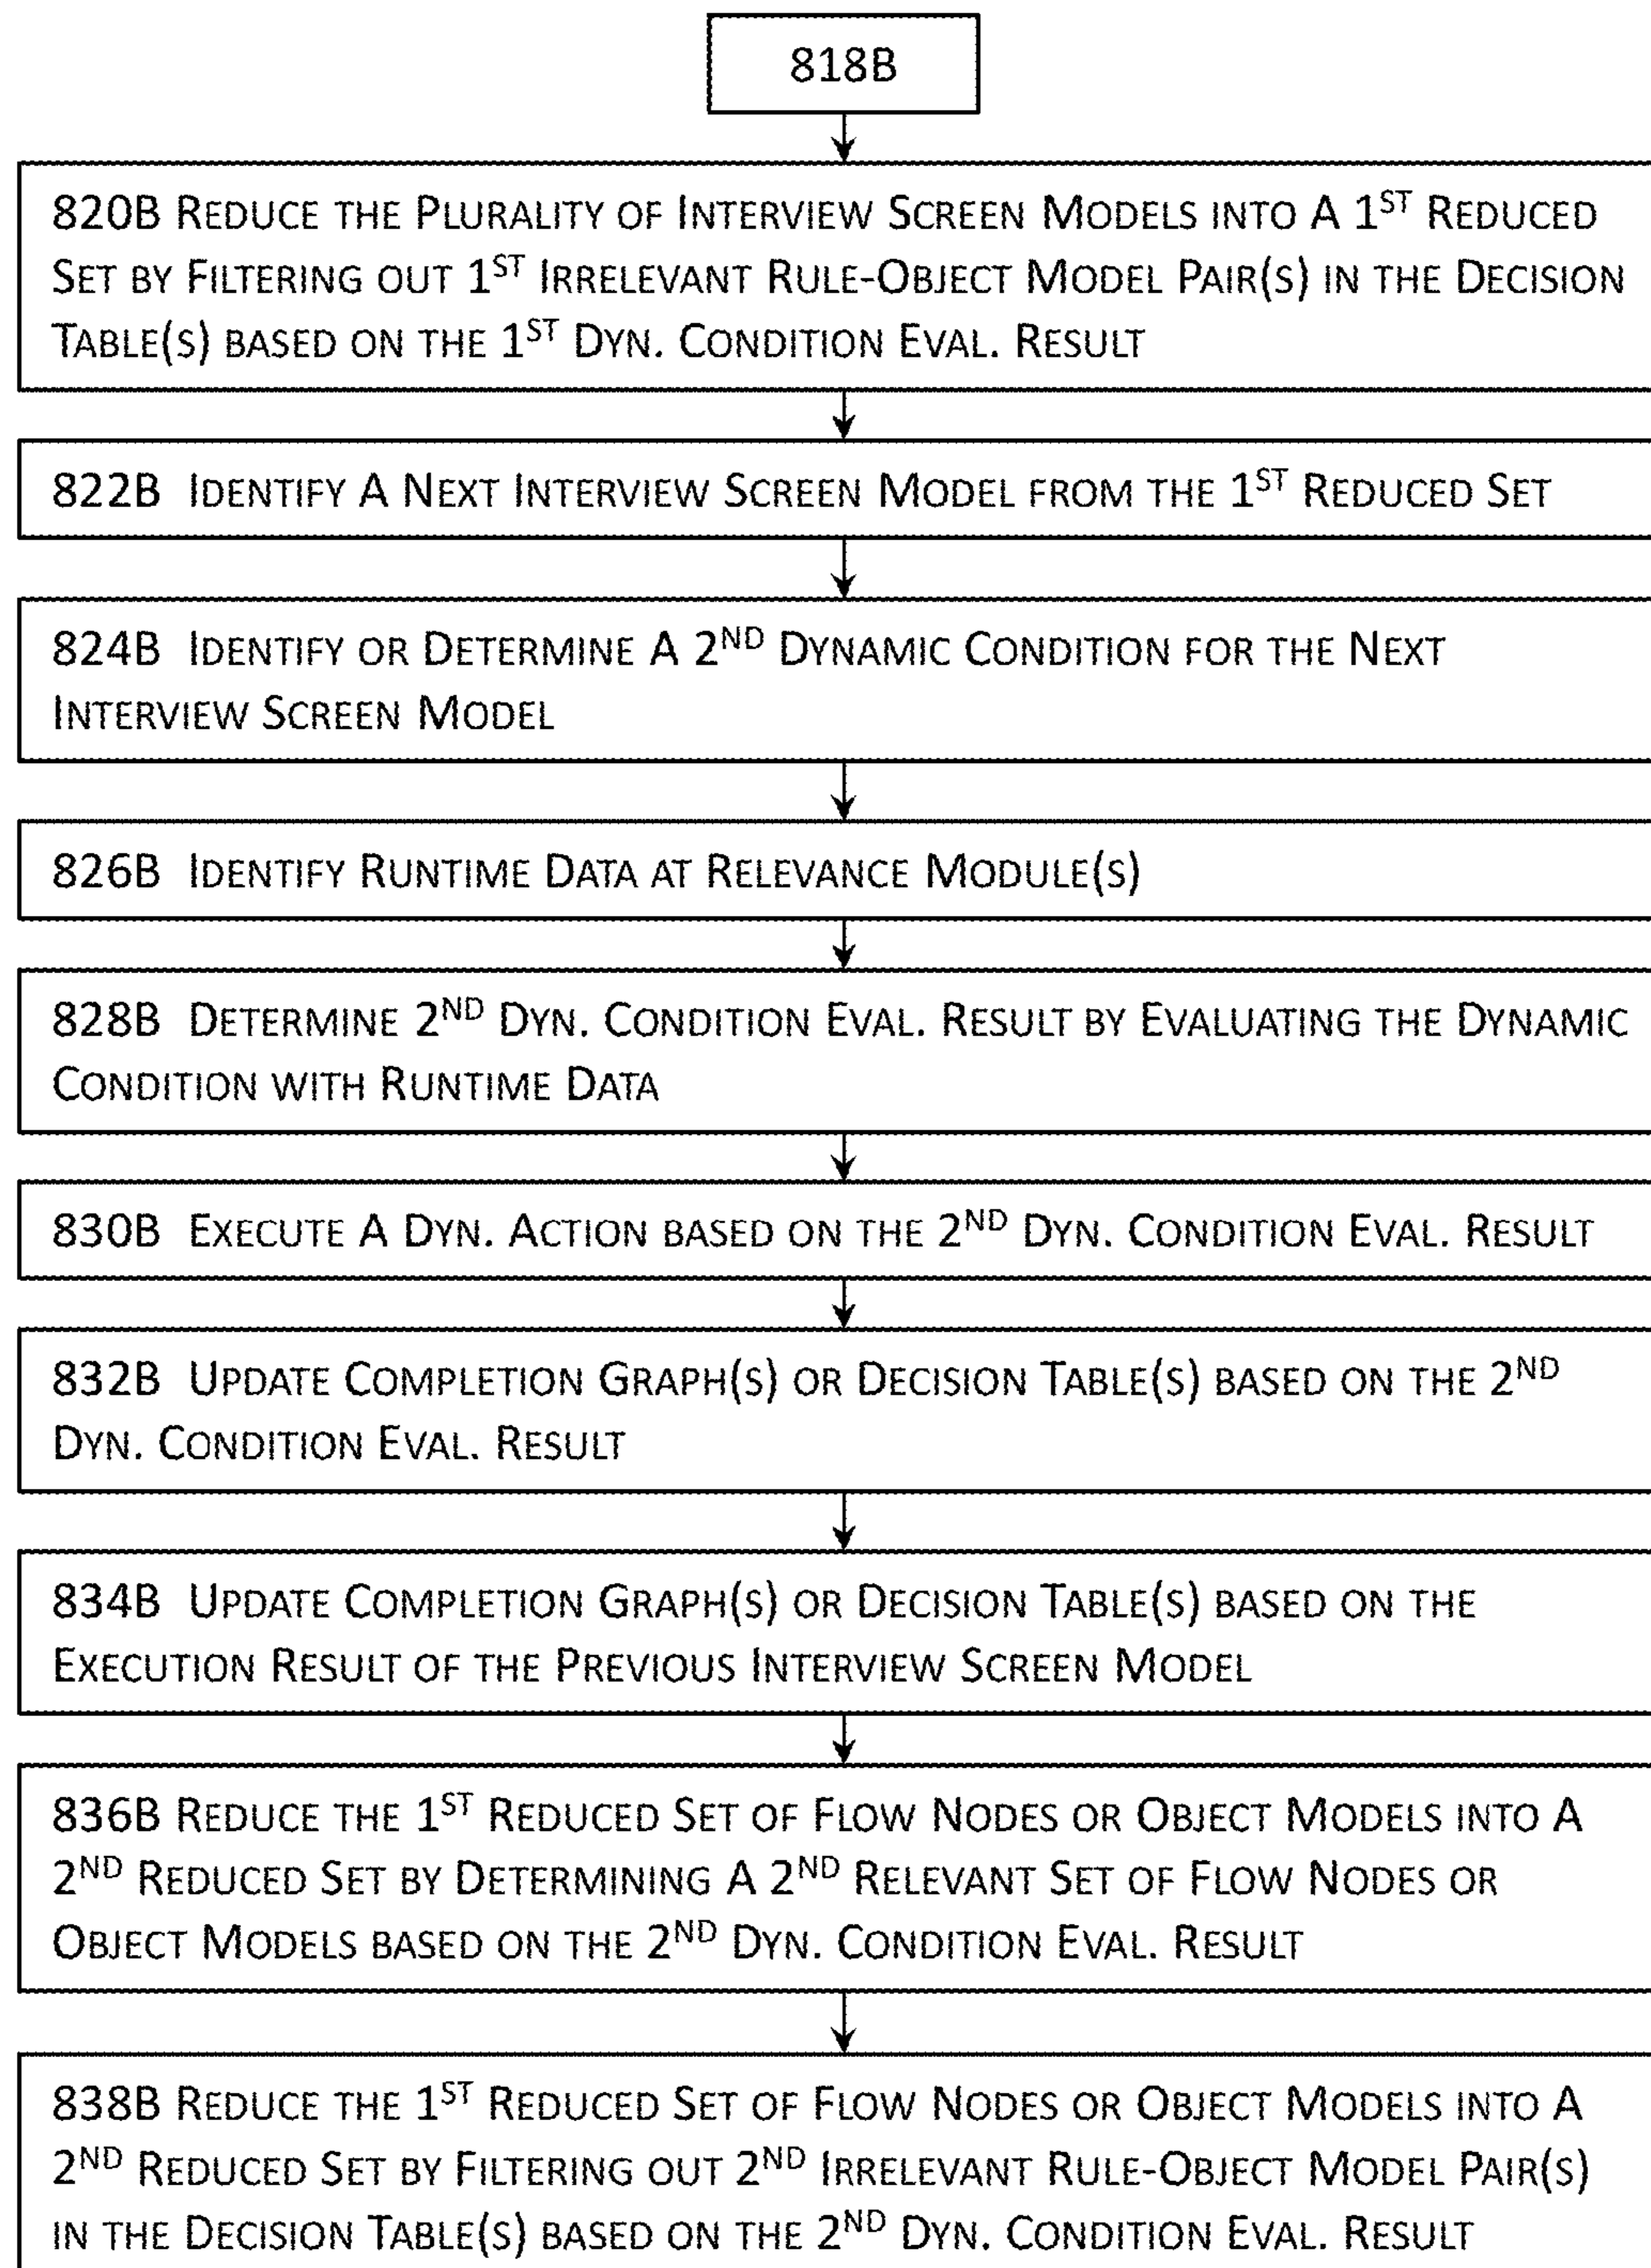 818B
820B REDUCE THE PLURALITY OF INTERVIEW SCREEN MODELS INTO A 1ST REDUCED
SET BY FILTERING OUT 1ST IRRELEVANT RULE-OBJECT MODEL PAIR(S) IN THE DECISION
TABLE(S) BASED ON THE 1ST DYN. CONDITION EVAL. RESULT
822B IDENTIFY A NEXT INTERVIEW SCREEN MODEL FROM THE 1ST REDUCED SET
824B IDENTIFY OR DETERMINE A 2ND DYNAMIC CONDITION FOR THE NEXT
INTERVIEW SCREEN MODEL
826B IDENTIFY RUNTIME DATA AT RELEVANCE MODULE(S)
828B DETERMINE 2ND DYN. CONDITION EVAL. RESULT BY EVALUATING THE DYNAMIC
CONDITION WITH RUNTIME DATA
830B EXECUTE A DYN. ACTION BASED ON THE 2ND DYN. CONDITION EVAL. RESULT
832B UPDATE COMPLETION GRAPH(S) OR DECISION TABLE(S) BASED ON THE 2ND
DYN. CONDITION EVAL. RESULT
834B UPDATE COMPLETION GRAPH(S) OR DECISION TABLE(S) BASED ON THE
EXECUTION RESULT OF THE PREVIOUS INTERVIEW SCREEN MODEL
836B REDUCE THE 1ST REDUCED SET OF FLOW NODES OR OBJECT MODELS INTO A
2ND REDUCED SET BY DETERMINING A 2ND RELEVANT SET OF FLOW NODES OR
OBJECT MODELS BASED ON THE 2ND DYN. CONDITION EVAL. RESULT
838B REDUCE THE 1ST REDUCED SET OF FLOW NODES OR OBJECT MODELS INTO A
2ND REDUCED SET BY FILTERING OUT 2ND IRRELEVANT RULE-OBJECT MODEL PAIR(S)
IN THE DECISION TABLE(S) BASED ON THE 2ND DYN. CONDITION EVAL. RESULT